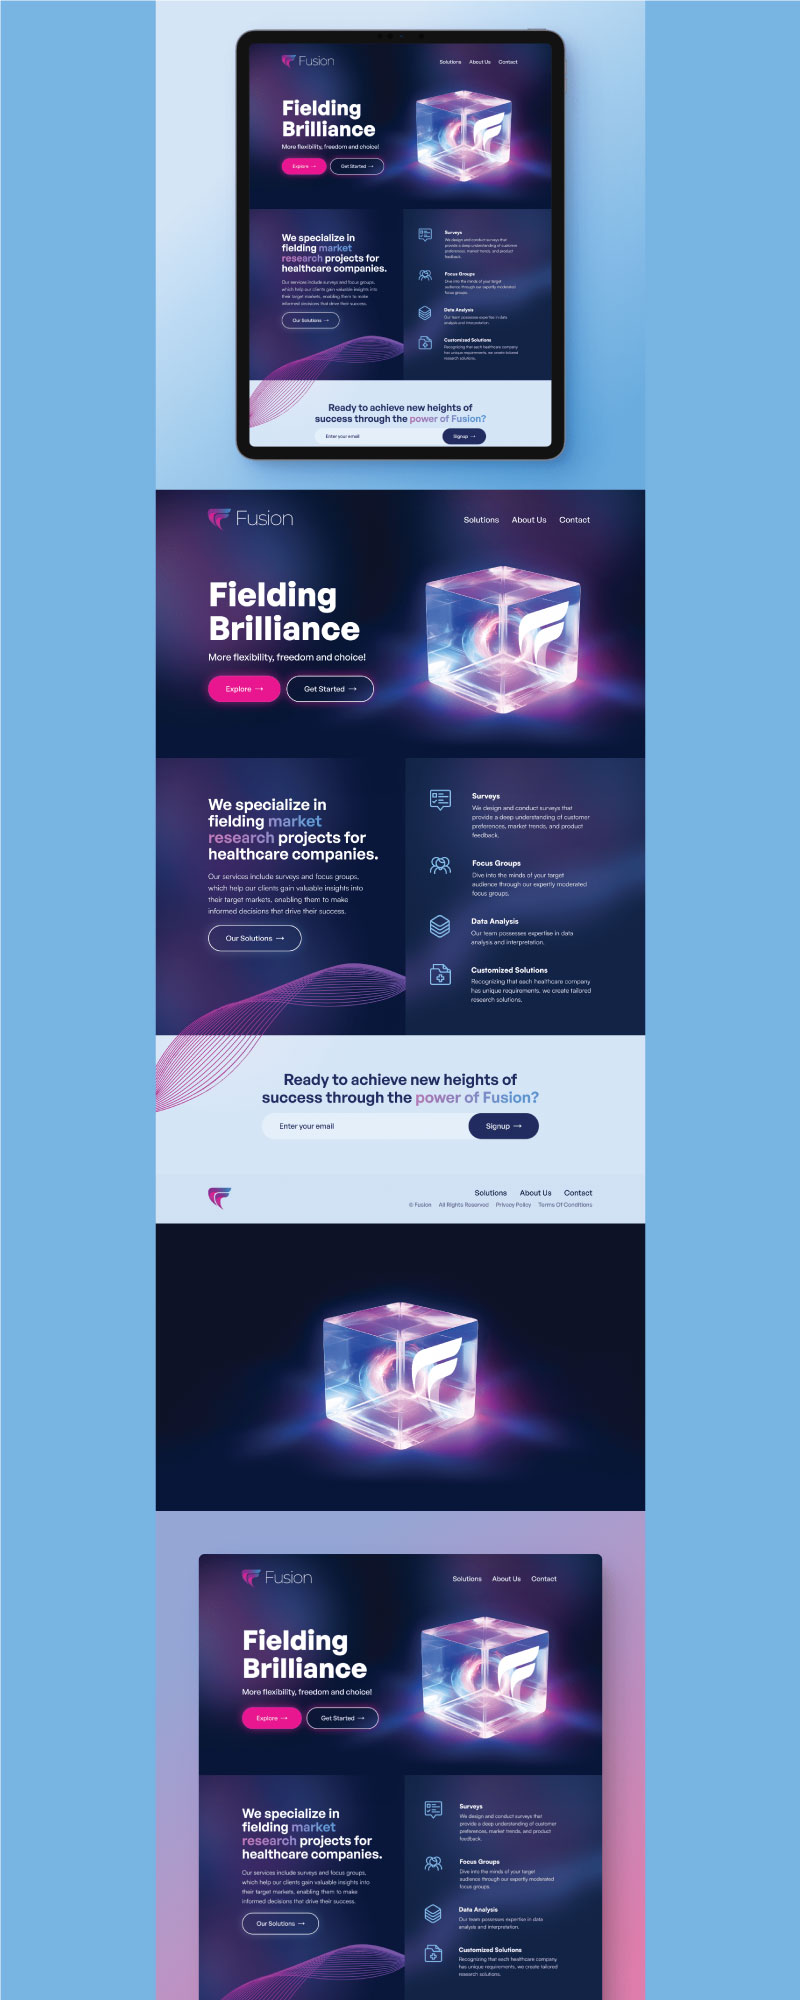 Fusion
Solutions About Us Contact
Fielding
Brilliance
More flexibility, freedom and choice!
Explore → Get Started →
We specialize in
fielding market
research projects for
healthcare companies.
Our services include surveys and focus groups,
which help our clients gain valuable insights into
their target markets, enabling them to make
informed decisions that drive their success.
Our Solutions →
Surveys
We design and conduct surveys that
provide a deep understanding of customer
preferences, market trends, and product
feedback.
Focus Groups
Dive into the minds of your target
audience through our expertly moderated
focus groups.
Data Analysis
Our team possesses expertise in data
analysis and interpretation.
Customized Solutions
Recognizing that each healthcare company
has unique requirements, we create tailored
research solutions.
Ready to achieve new heights of
success through the power of Fusion?
Enter your email Signup →
Fusion
Solutions About Us Contact
Fielding
Brilliance
More flexibility, freedom and choice!
Explore → Get Started →
We specialize in
fielding market
research projects for
healthcare companies.
Our services include surveys and focus groups,
which help our clients gain valuable insights into
their target markets, enabling them to make
informed decisions that drive their success.
Our Solutions →
Surveys
We design and conduct surveys that
provide a deep understanding of customer
preferences, market trends, and product
feedback.
Focus Groups
Dive into the minds of your target
audience through our expertly moderated
focus groups.
Data Analysis
Our team possesses expertise in data
analysis and interpretation.
Customized Solutions
Recognizing that each healthcare company
has unique requirements, we create tailored
research solutions.
Ready to achieve new heights of
success through the power of Fusion?
Enter your email Signup →
Solutions About Us Contact
© Fusion All Rights Reserved Privacy Policy Terms Of Conditions
Fusion
Solutions About Us Contact
Fielding
Brilliance
More flexibility, freedom and choice!
Explore → Get Started →
We specialize in
fielding market
research projects for
healthcare companies.
Our services include surveys and focus groups,
which help our clients gain valuable insights into
their target markets, enabling them to make
informed decisions that drive their success.
Our Solutions →
Surveys
We design and conduct surveys that
provide a deep understanding of customer
preferences, market trends, and product
feedback.
Focus Groups
Dive into the minds of your target
audience through our expertly moderated
focus groups.
Data Analysis
Our team possesses expertise in data
analysis and interpretation.
Customized Solutions
Recognizing that each healthcare company
has unique requirements, we create tailored
research solutions.